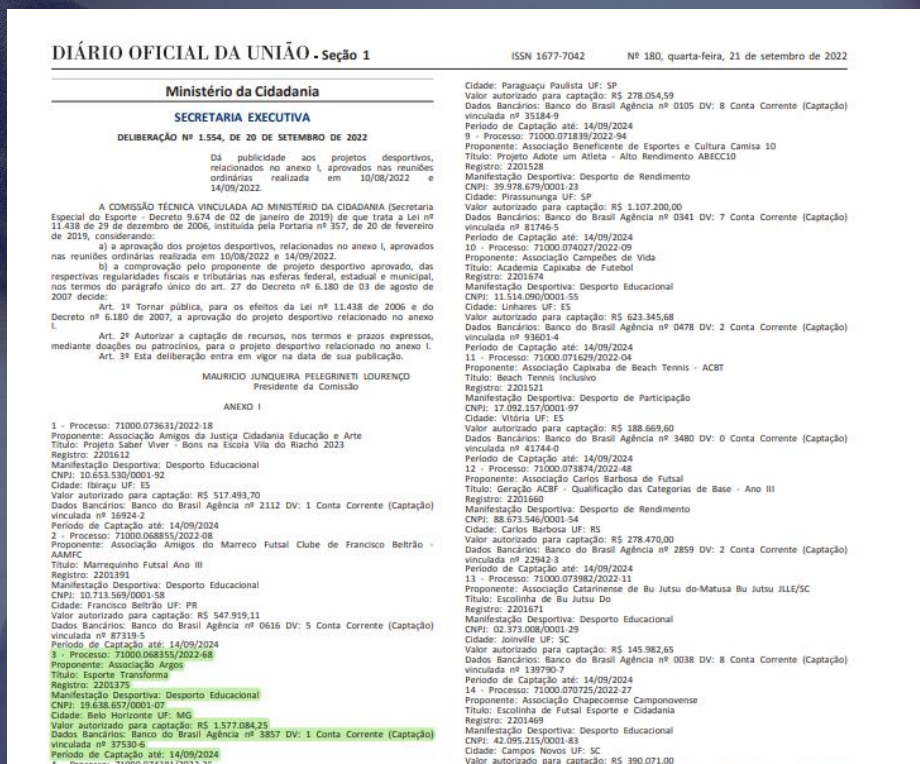 DIÁRIO OFICIAL DA UNIÃO - Seção 1
ISSN 1677-7042
Nº 180, quarta-feira, 21 de setembro de 2022
Ministério da Cidadania
SECRETARIA EXECUTIVA
DELIBERAÇÃO Nº 1.554, DE 20 DE SETEMBRO DE 2022
Dá publicidade aos projetos desportivos,
relacionados no anexo I, aprovados nas reuniões
ordinárias realizada em 10/08/2022 e
14/09/2022.
A COMISSÃO TÉCNICA VINCULADA AO MINISTÉRIO DA CIDADANIA (Secretaria
Especial do Esporte - Decreto 9.674 de 02 de janeiro de 2019) de que trata a Lei nº
11.438 de 29 de dezembro de 2006, instituída pela Portaria nº 357, de 20 de fevereiro
de 2019, considerando:
a) a aprovação dos projetos desportivos, relacionados no anexo I, aprovados
nas reuniões ordinárias realizada em 10/08/2022 e 14/09/2022.
b) a comprovação pelo proponente de projeto desportivo aprovado, das
respectivas regularidades fiscais e tributárias nas esferas federal, estadual e municipal,
nos termos do parágrafo único do art. 27 do Decreto nº 6.180 de 03 de agosto de
2007 decide:
Art. 1º Tornar pública, para os efeitos da Lei nº 11.438 de 2006 e do
Decreto nº 6.180 de 2007, a aprovação do projeto desportivo relacionado no anexo
I.
Art. 2º Autorizar a captação de recursos, nos termos e prazos expressos,
mediante doações ou patrocínios, para o projeto desportivo relacionado no anexo I.
Art. 3º Esta deliberação entra em vigor na data de sua publicação.
MAURICIO JUNQUEIRA PELEGRINETI LOURENÇO
Presidente da Comissão
ANEXO I
1 - Processo: 71000.073631/2022-18
Proponente: Associação Amigos da Justiça Cidadania Educação e Arte
Título: Projeto Saber Viver - Bons na Escola Vila do Riacho 2023
Registro: 2201612
Manifestação Desportiva: Desporto Educacional
CNPJ: 10.653.530/0001-92
Cidade: Ibiraçu UF: ES
Valor autorizado para captação: R$ 517.493,70
Dados Bancários: Banco do Brasil Agência nº 2112 DV: 1 Conta Corrente (Captação)
vinculada nº 16924-2
Período de Captação até: 14/09/2024
2 - Processo: 71000.068855/2022-08
Proponente: Associação Amigos do Marreco Futsal Clube de Francisco Beltrão -
AAMFC
Título: Marrequinho Futsal Ano III
Registro: 2201391
Manifestação Desportiva: Desporto Educacional
CNPJ: 10.713.569/0001-58
Cidade: Francisco Beltrão UF: PR
Valor autorizado para captação: R$ 547.919,11
Dados Bancários: Banco do Brasil Agência nº 0616 DV: 5 Conta Corrente (Captação)
vinculada nº 87319-5
Período de Captação até: 14/09/2024
3 - Processo: 71000.068355/2022-68
Proponente: Associação Argos
Título: Esporte Transforma
Registro: 2201375
Manifestação Desportiva: Desporto Educacional
CNPJ: 19.638.657/0001-07
Cidade: Belo Horizonte UF: MG
Valor autorizado para captação: R$ 1.577.084,25
Dados Bancários: Banco do Brasil Agência nº 3857 DV: 1 Conta Corrente (Captação)
vinculada nº 37530-6
Período de Captação até: 14/09/2024
Cidade: Paraguaçu Paulista UF: SP
Valor autorizado para captação: R$ 278.054,59
Dados Bancários: Banco do Brasil Agência nº 0105 DV: 8 Conta Corrente (Captação)
vinculada nº 35184-9
Período de Captação até: 14/09/2024
9 - Processo: 71000.071839/2022-94
Proponente: Associação Beneficente de Esportes e Cultura Camisa 10
Título: Projeto Adote um Atleta - Alto Rendimento ABECC10
Registro: 2201528
Manifestação Desportiva: Desporto de Rendimento
CNPJ: 39.978.679/0001-23
Cidade: Pirassununga UF: SP
Valor autorizado para captação: R$ 1.107.200,00
Dados Bancários: Banco do Brasil Agência nº 0341 DV: 7 Conta Corrente (Captação)
vinculada nº 81746-5
Período de Captação até: 14/09/2024
10 - Processo: 71000.074027/2022-09
Proponente: Associação Campeões de Vida
Título: Academia Capixaba de Futebol
Registro: 2201674
Manifestação Desportiva: Desporto Educacional
CNPJ: 11.514.090/0001-55
Cidade: Linhares UF: ES
Valor autorizado para captação: R$ 623.345,68
Dados Bancários: Banco do Brasil Agência nº 0478 DV: 2 Conta Corrente (Captação)
vinculada nº 93601-4
Período de Captação até: 14/09/2024
11 - Processo: 71000.071629/2022-04
Proponente: Associação Capixaba de Beach Tennis - ACBT
Título: Beach Tennis Inclusivo
Registro: 2201521
Manifestação Desportiva: Desporto de Participação
CNPJ: 17.092.157/0001-97
Cidade: Vitória UF: ES
Valor autorizado para captação: R$ 188.669,60
Dados Bancários: Banco do Brasil Agência nº 3480 DV: 0 Conta Corrente (Captação)
vinculada nº 41744-0
Período de Captação até: 14/09/2024
12 - Processo: 71000.073874/2022-48
Proponente: Associação Carlos Barbosa de Futsal
Título: Geração ACBF - Qualificação das Categorias de Base - Ano III
Registro: 2201660
Manifestação Desportiva: Desporto de Rendimento
CNPJ: 88.673.546/0001-54
Cidade: Carlos Barbosa UF: RS
Valor autorizado para captação: R$ 278.470,00
Dados Bancários: Banco do Brasil Agência nº 2859 DV: 2 Conta Corrente (Captação)
vinculada nº 22942-3
Período de Captação até: 14/09/2024
13 - Processo: 71000.073982/2022-11
Proponente: Associação Catarinense de Bu Jutsu do-Matusa Bu Jutsu JLLE/SC
Título: Escolinha de Bu Jutsu Do
Registro: 2201671
Manifestação Desportiva: Desporto Educacional
CNPJ: 02.373.008/0001-29
Cidade: Joinville UF: SC
Valor autorizado para captação: R$ 145.982,65
Dados Bancários: Banco do Brasil Agência nº 0038 DV: 8 Conta Corrente (Captação)
vinculada nº 139790-7
Período de Captação até: 14/09/2024
14 - Processo: 71000.070725/2022-27
Proponente: Associação Chapecoense Camponovense
Título: Escolinha de Futsal Esporte e Cidadania
Registro: 2201469
Manifestação Desportiva: Desporto Educacional
CNPJ: 42.095.215/0001-83
Cidade: Campos Novos UF: SC
Valor autorizado para captação: R$ 390.071,00